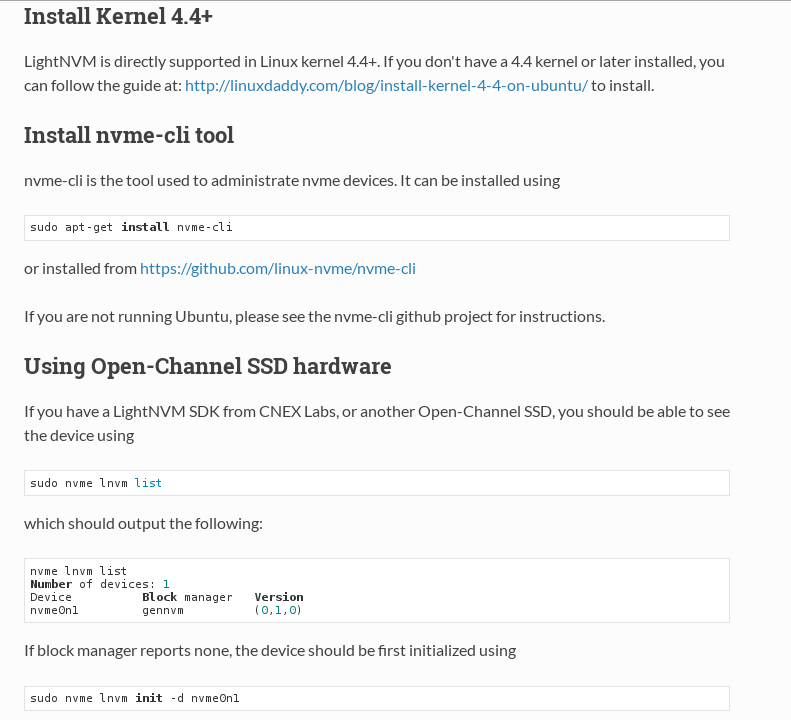 Install Kernel 4.4+
LightNVM is directly supported in Linux kernel 4.4+. If you don't have a 4.4 kernel or later installed, you
can follow the guide at: http://linuxdaddy.com/blog/install-kernel-4-4-on-ubuntu/ to install.
Install nvme-cli tool
nvme-cli is the tool used to administrate nvme devices. It can be installed using
sudo apt-get install nvme-cli
or installed from https://github.com/linux-nvme/nvme-cli
If you are not running Ubuntu, please see the nvme-cli github project for instructions.
Using Open-Channel SSD hardware
If you have a LightNVM SDK from CNEX Labs, or another Open-Channel SSD, you should be able to see
the device using
sudo nvme lnvm list
which should output the following:
nvme lnvm list
Number of devices: 1
Device          Block manager   Version
nvme0n1         gennvm          (0,1,0)
If block manager reports none, the device should be first initialized using
sudo nvme lnvm init -d nvme0n1